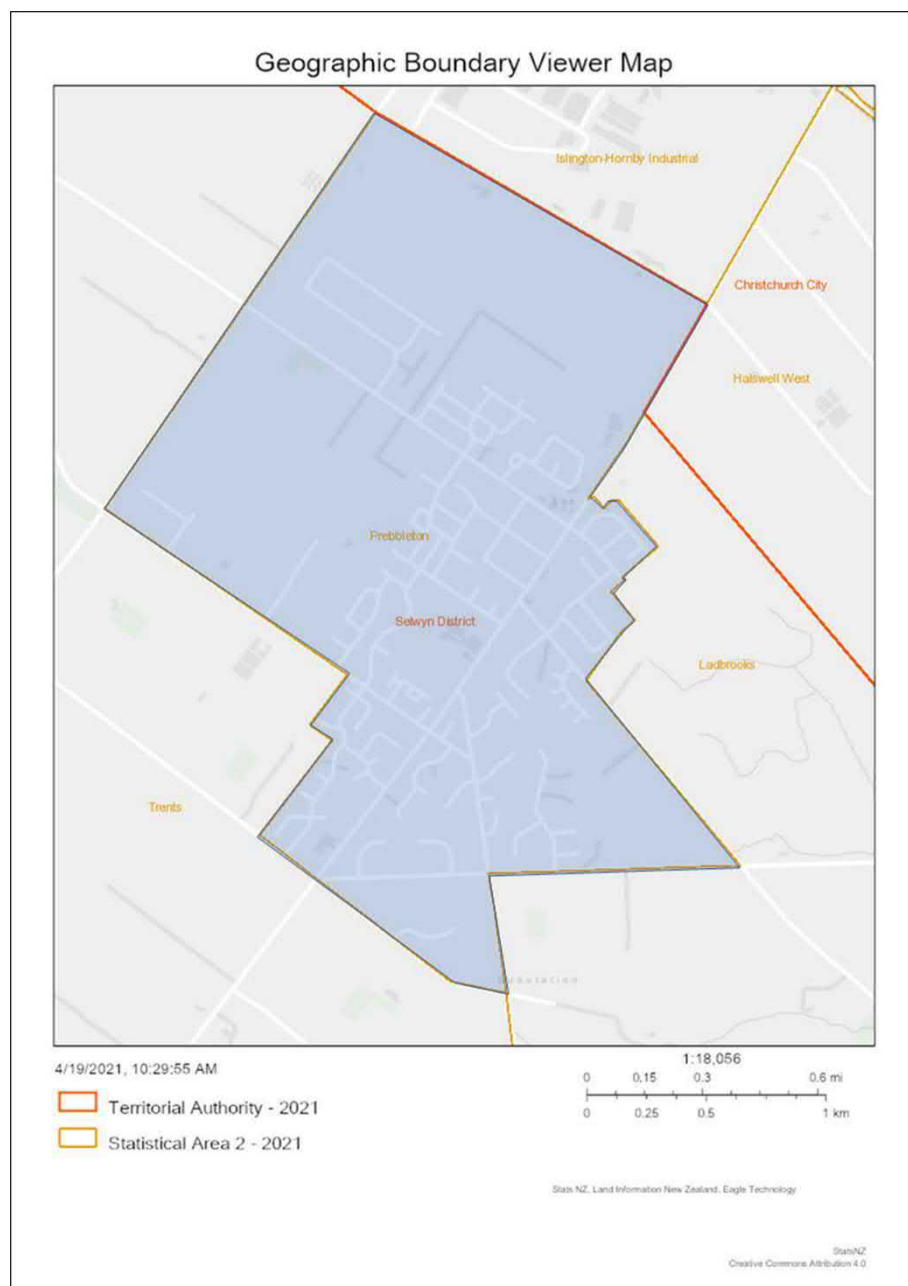 Geographic Boundary Viewer Map
Islington-Hornby Industrial
Christchurch City
Halswell West
Prebbleton
Selwyn District
Ladbrooks
Trents
4/19/2021, 10:29:55 AM
1:18,056
0 0.15 0.3 0.6 mi
0 0.25 0.5 1 km
Territorial Authority - 2021
Statistical Area 2 - 2021
Stats NZ, Land Information New Zealand, Eagle Technology
StatsNZ
Creative Commons Attribution 4.0